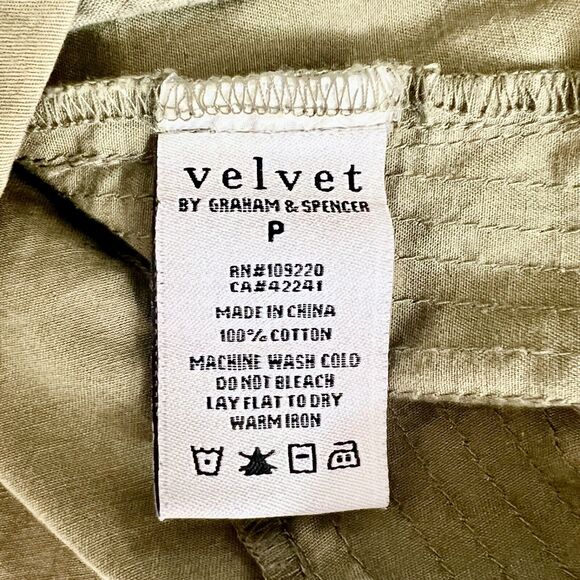 velvet
BY GRAHAM & SPENCER
P
RN#109220
CA#42241
MADE IN CHINA
100% COTTON
MACHINE WASH COLD
DO NOT BLEACH
LAY FLAT TO DRY
WARM IRON